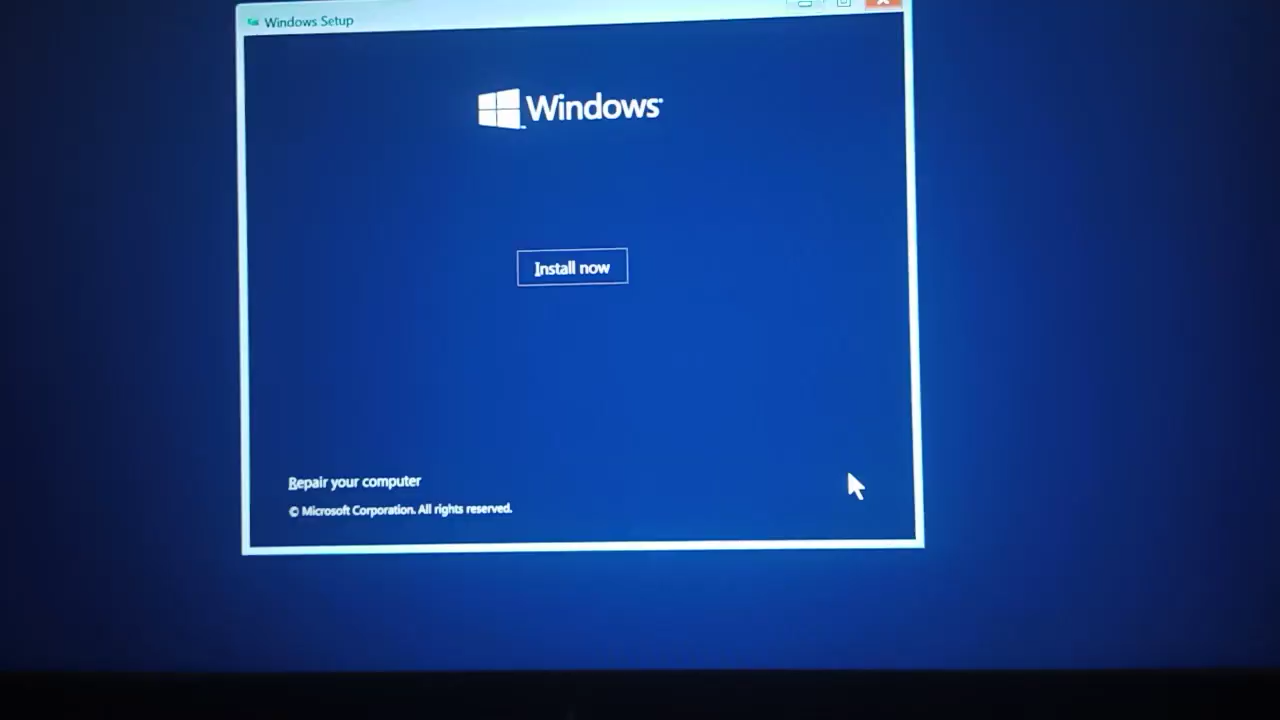 Windows Setup
Windows
Install now
Repair your computer
© Microsoft Corporation. All rights reserved.